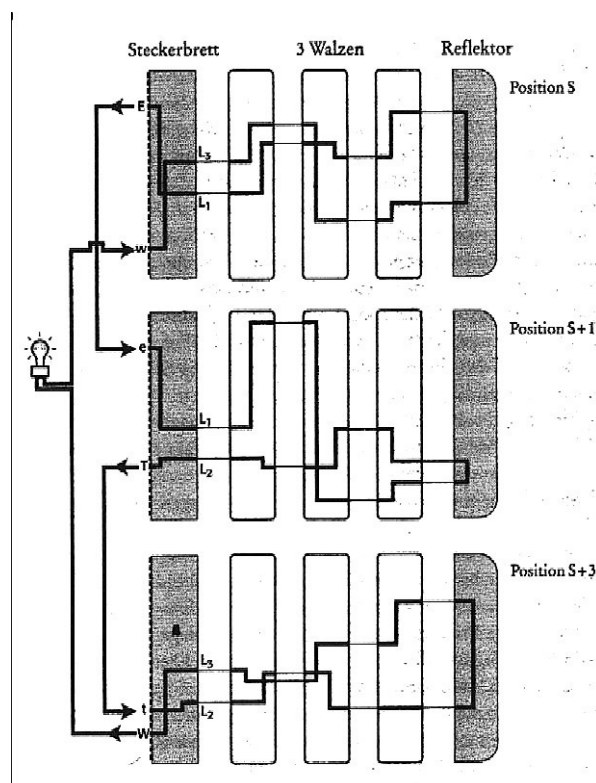 Steckerbrett 3 Walzen Reflektor
Position S
E
L3
L1
w
Position S+1
e
L1
T
L2
Position S+3
L3
t
L2
W